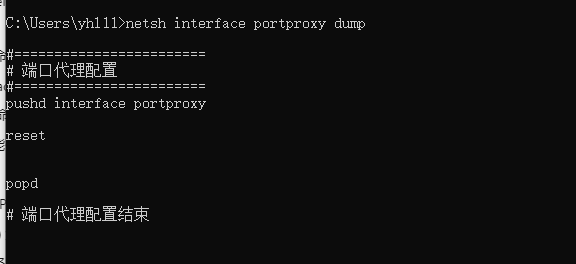 C:\Users\yh111>netsh interface portproxy dump
#========================
# 端口代理配置
#========================
pushd interface portproxy
reset
popd
# 端口代理配置结束